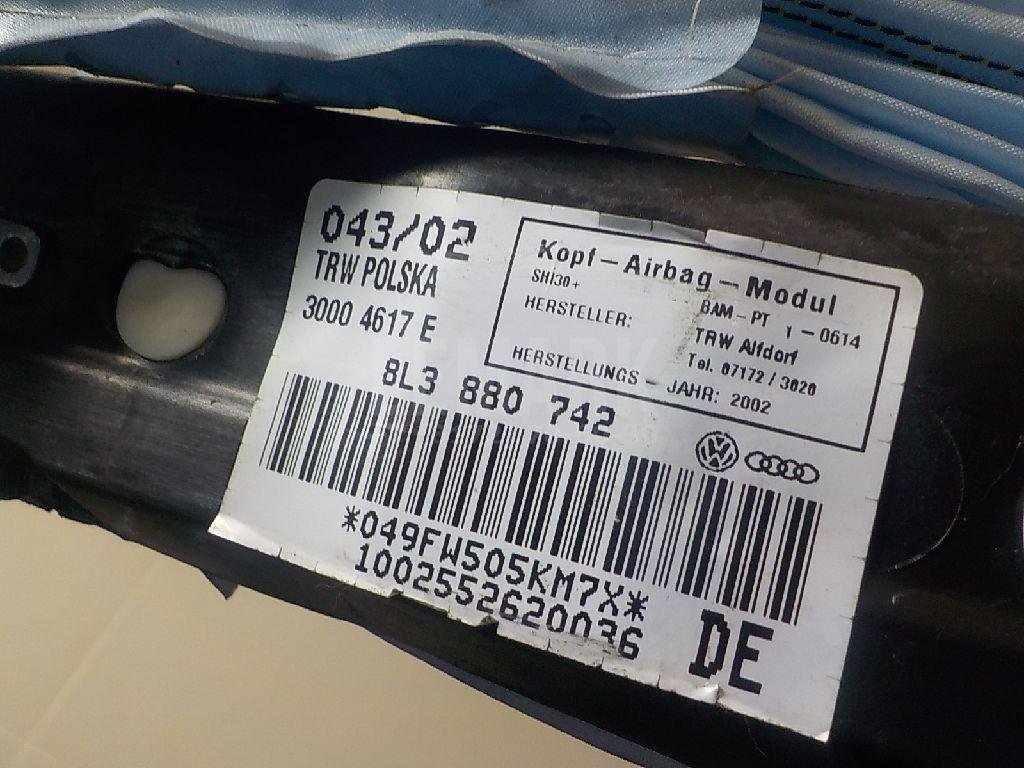 043/02
TRW POLSKA
3000 4617 E
Kopf-Airbag-Modul
SHI30+
BAM-PT 1-0614
HERSTELLER: TRW Alfdorf
Tel. 07172/3020
HERSTELLUNGS-JAHR: 2002
8L3 880 742
*049FW505KM7X*
1002552620036
DE